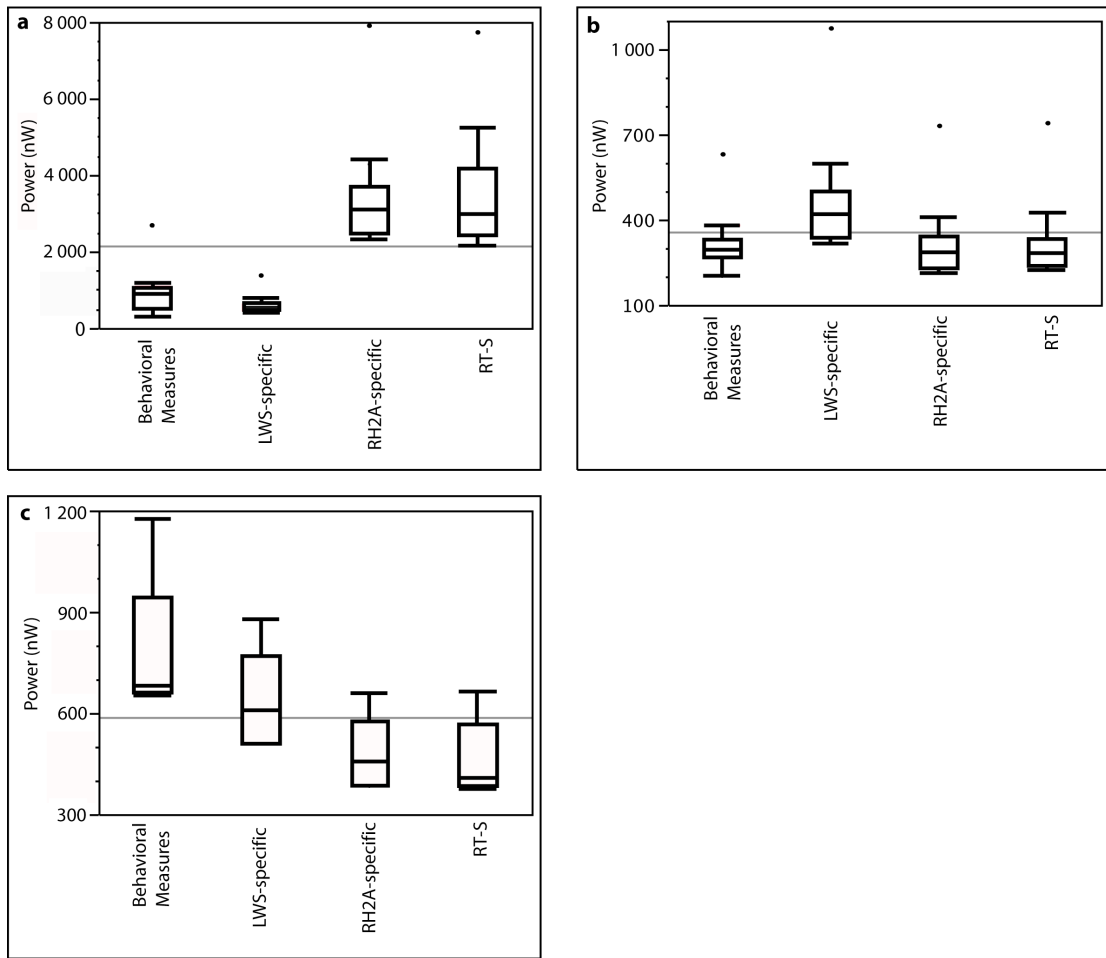 a
8 000
6 000
4 000
2 000
0
Power (nW)
Behavioral
Measures
LWS-specific
RH2A-specific
RT-S
b
1 000
700
400
100
Power (nW)
Behavioral
Measures
LWS-specific
RH2A-specific
RT-S
c
1 200
900
600
300
Power (nW)
Behavioral
Measures
LWS-specific
RH2A-specific
RT-S